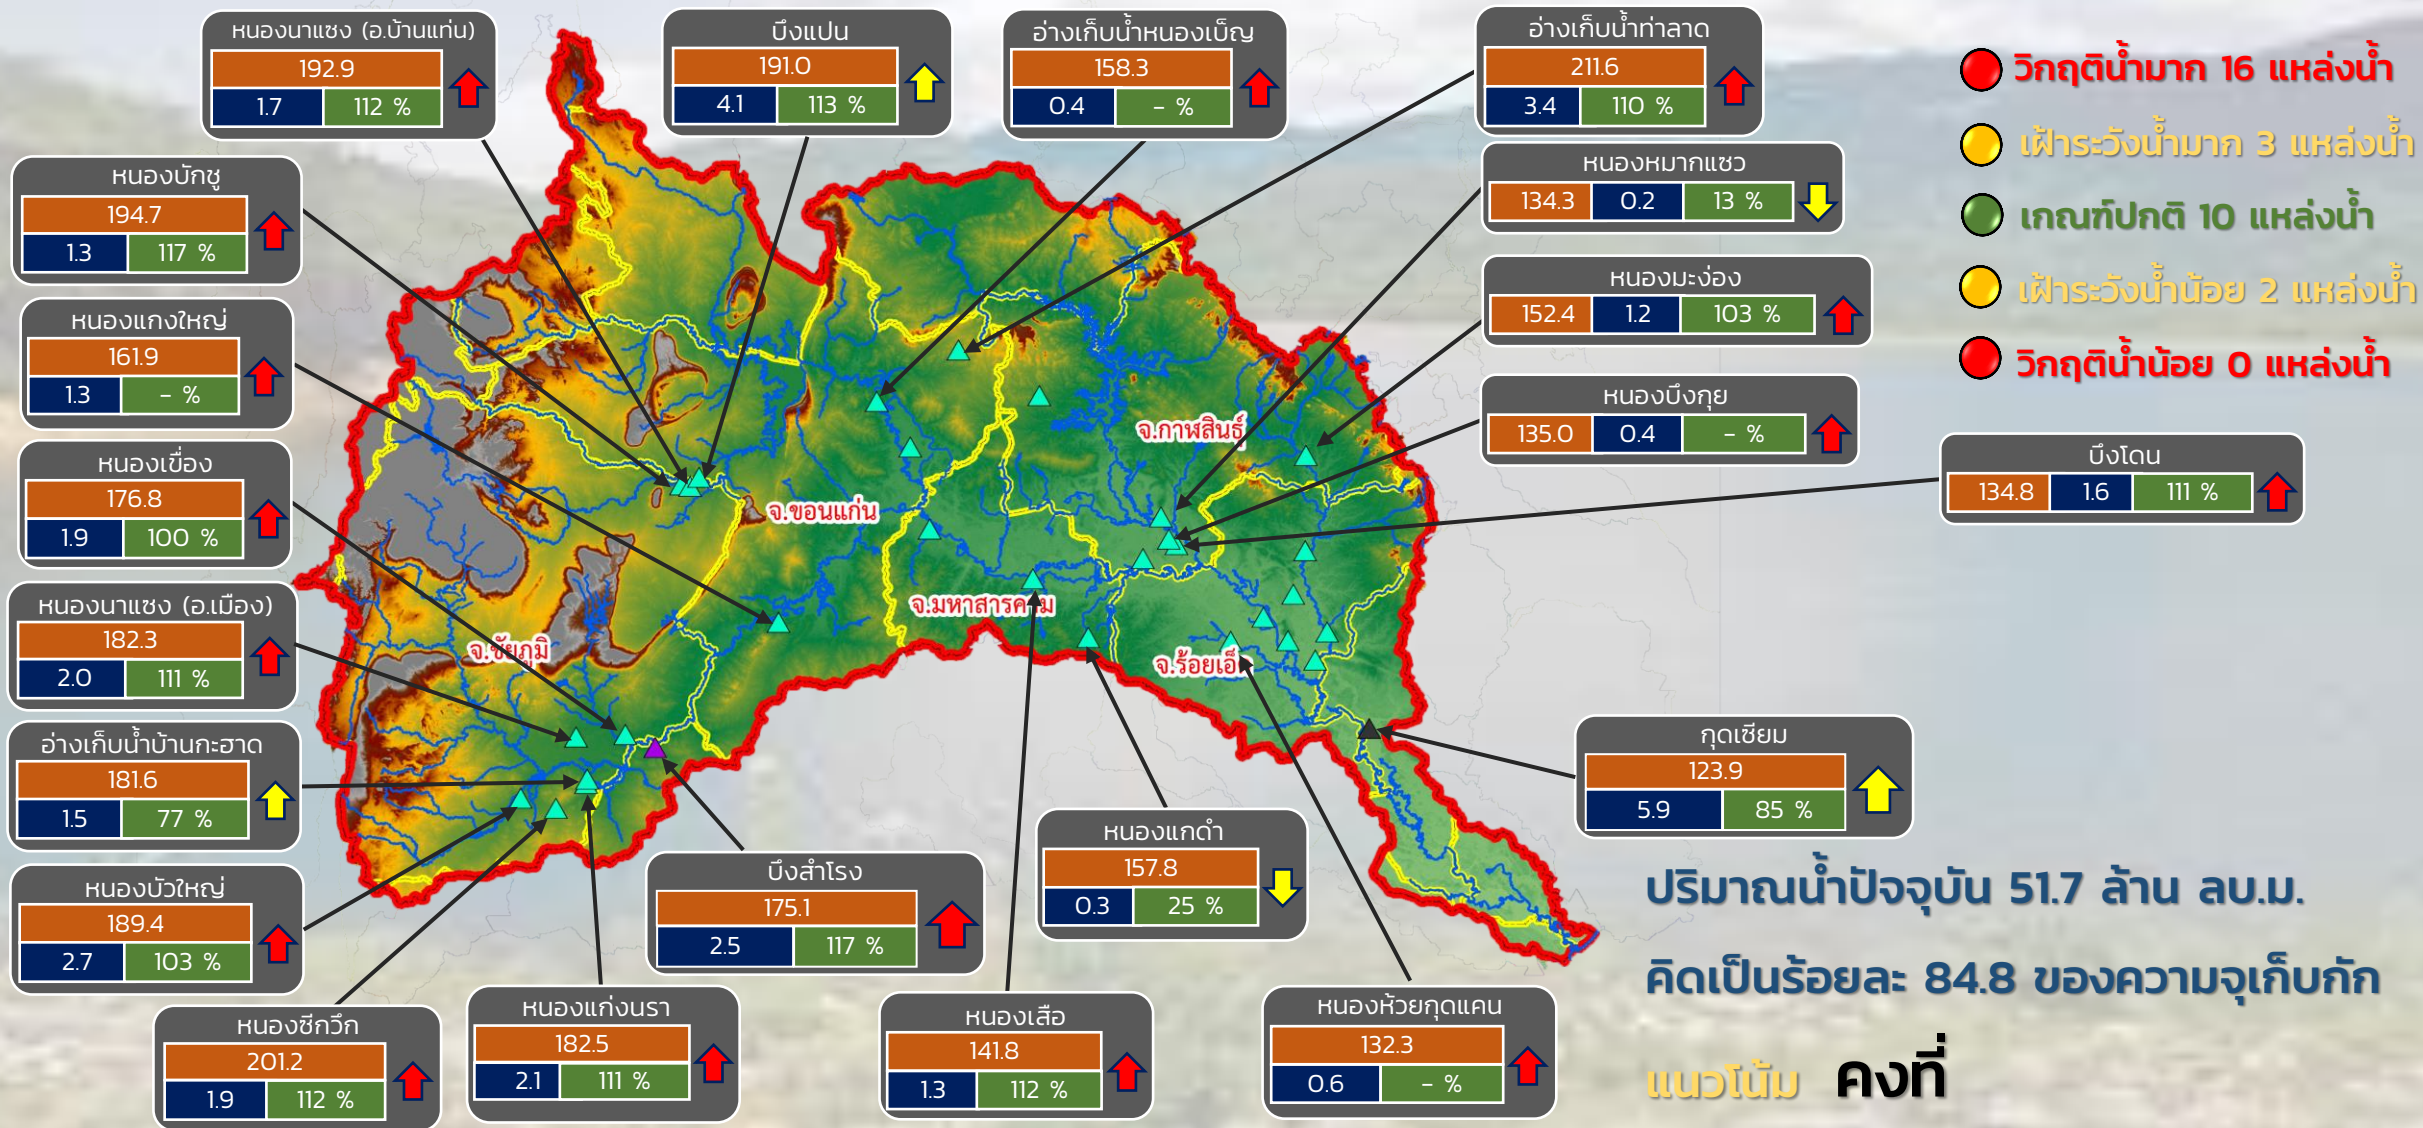 หนองนาแซง (อ.บ้านแท่น)
192.9
1.7 112 %
บึงแปน
191.0
4.1 113 %
อ่างเก็บน้ำหนองเบ็ญ
158.3
0.4 - %
อ่างเก็บน้ำท่าลาด
211.6
3.4 110 %
วิกฤติน้ำมาก 16 แหล่งน้ำ
เฝ้าระวังน้ำมาก 3 แหล่งน้ำ
เกณฑ์ปกติ 10 แหล่งน้ำ
เฝ้าระวังน้ำน้อย 2 แหล่งน้ำ
วิกฤติน้ำน้อย 0 แหล่งน้ำ
หนองบักชู
194.7
1.3 117 %
หนองหมากแซว
134.3 0.2 13 %
หนองมะง่อง
152.4 1.2 103 %
หนองแกงใหญ่
161.9
1.3 - %
หนองบึงกุย
135.0 0.4 - %
บึงโดน
134.8 1.6 111 %
หนองเขื่อง
176.8
1.9 100 %
จ.กาฬสินธุ์
จ.ขอนแก่น
จ.มหาสารคาม
จ.ชัยภูมิ
จ.ร้อยเอ็ด
หนองนาแซง (อ.เมือง)
182.3
2.0 111 %
อ่างเก็บน้ำบ้านกะฮาด
181.6
1.5 77 %
กุดเซียม
123.9
5.9 85 %
หนองบัวใหญ่
189.4
2.7 103 %
บึงสำโรง
175.1
2.5 117 %
หนองแกดำ
157.8
0.3 25 %
หนองซีกวึก
201.2
1.9 112 %
หนองแก่งนรา
182.5
2.1 111 %
หนองเสือ
141.8
1.3 112 %
หนองห้วยกุดแคน
132.3
0.6 - %
ปริมาณน้ำปัจจุบัน 51.7 ล้าน ลบ.ม.
คิดเป็นร้อยละ 84.8 ของความจุเก็บกัก
แนวโน้ม คงที่